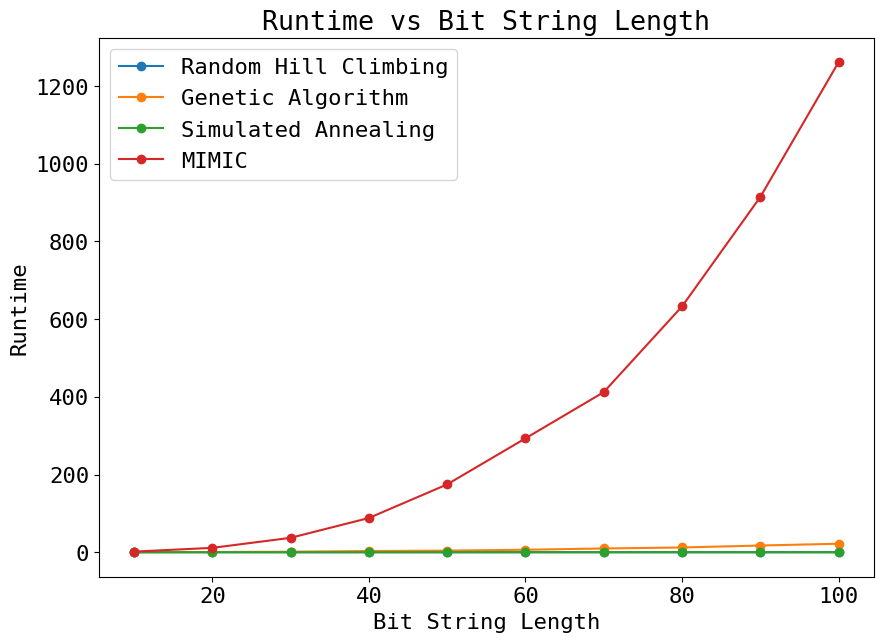 Runtime vs Bit String Length
Random Hill Climbing
Genetic Algorithm
Simulated Annealing
MIMIC
1200
1000
800
600
400
200
0
Runtime
20 40 60 80 100
Bit String Length